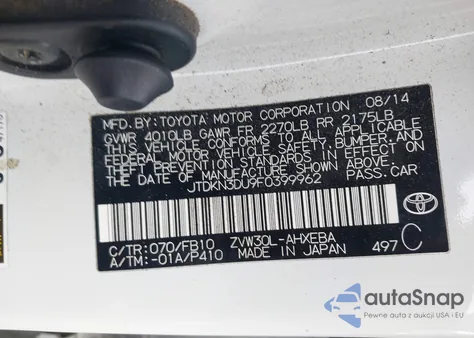 MFD. BY: TOYOTA MOTOR CORPORATION 08/14
GVWR 4010LB GAWR FR 2270LB RR 2175LB
THIS VEHICLE CONFORMS TO ALL APPLICABLE
FEDERAL MOTOR VEHICLE SAFETY, BUMPER, AND
THEFT PREVENTION STANDARDS IN EFFECT ON
THE DATE OF MANUFACTURE SHOWN ABOVE.
JTDKN3DU9F0399962 PASS.CAR
C/TR:070/FB10 ZVW30L-AHXEBA
A/TM:-01A/P410 MADE IN JAPAN 497 C
TOYOTA
autoSnap
Pewne auta z aukcji USA i EU